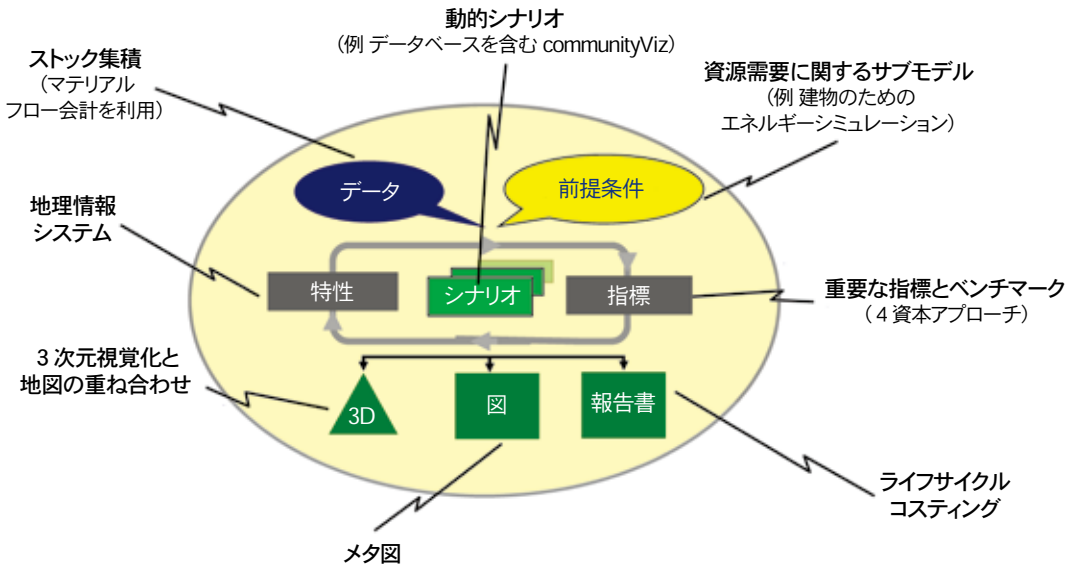 動的シナリオ
（例 データベースを含む communityViz）
ストック集積
（マテリアル
フロー会計を利用）
資源需要に関するサブモデル
（例 建物のための
エネルギーシミュレーション）
データ
前提条件
地理情報
システム
特性
シナリオ
指標
重要な指標とベンチマーク
（４資本アプローチ）
３次元視覚化と
地図の重ね合わせ
3D
図
報告書
ライフサイクル
コスティング
メタ図